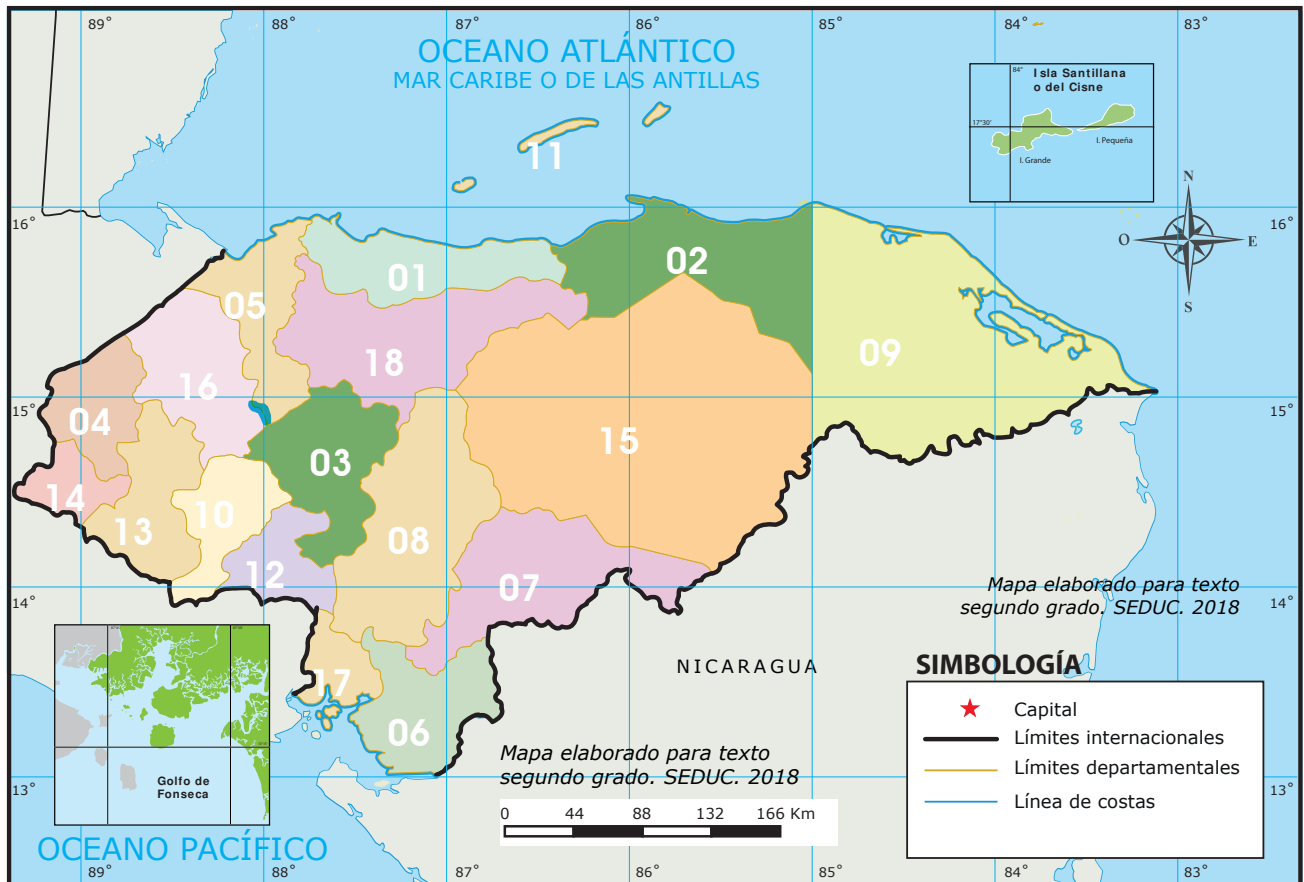 89°
88°
87°
86°
85°
84°
83°
OCEANO ATLÁNTICO
MAR CARIBE O DE LAS ANTILLAS
84°
Isla Santillana
o del Cisne
17°30'
I. Pequeña
I. Grande
11
N
O
E
S
16°
16°
01
02
05
09
18
16
15°
15°
04
03
15
14
10
13
08
12
07
14°
14°
Mapa elaborado para texto
segundo grado. SEDUC. 2018
NICARAGUA
17
06
SIMBOLOGÍA
Capital
Límites internacionales
Límites departamentales
Línea de costas
Mapa elaborado para texto
segundo grado. SEDUC. 2018
0 44 88 132 166 Km
Golfo de
Fonseca
13°
13°
OCEANO PACÍFICO
89°
88°
87°
86°
85°
84°
83°